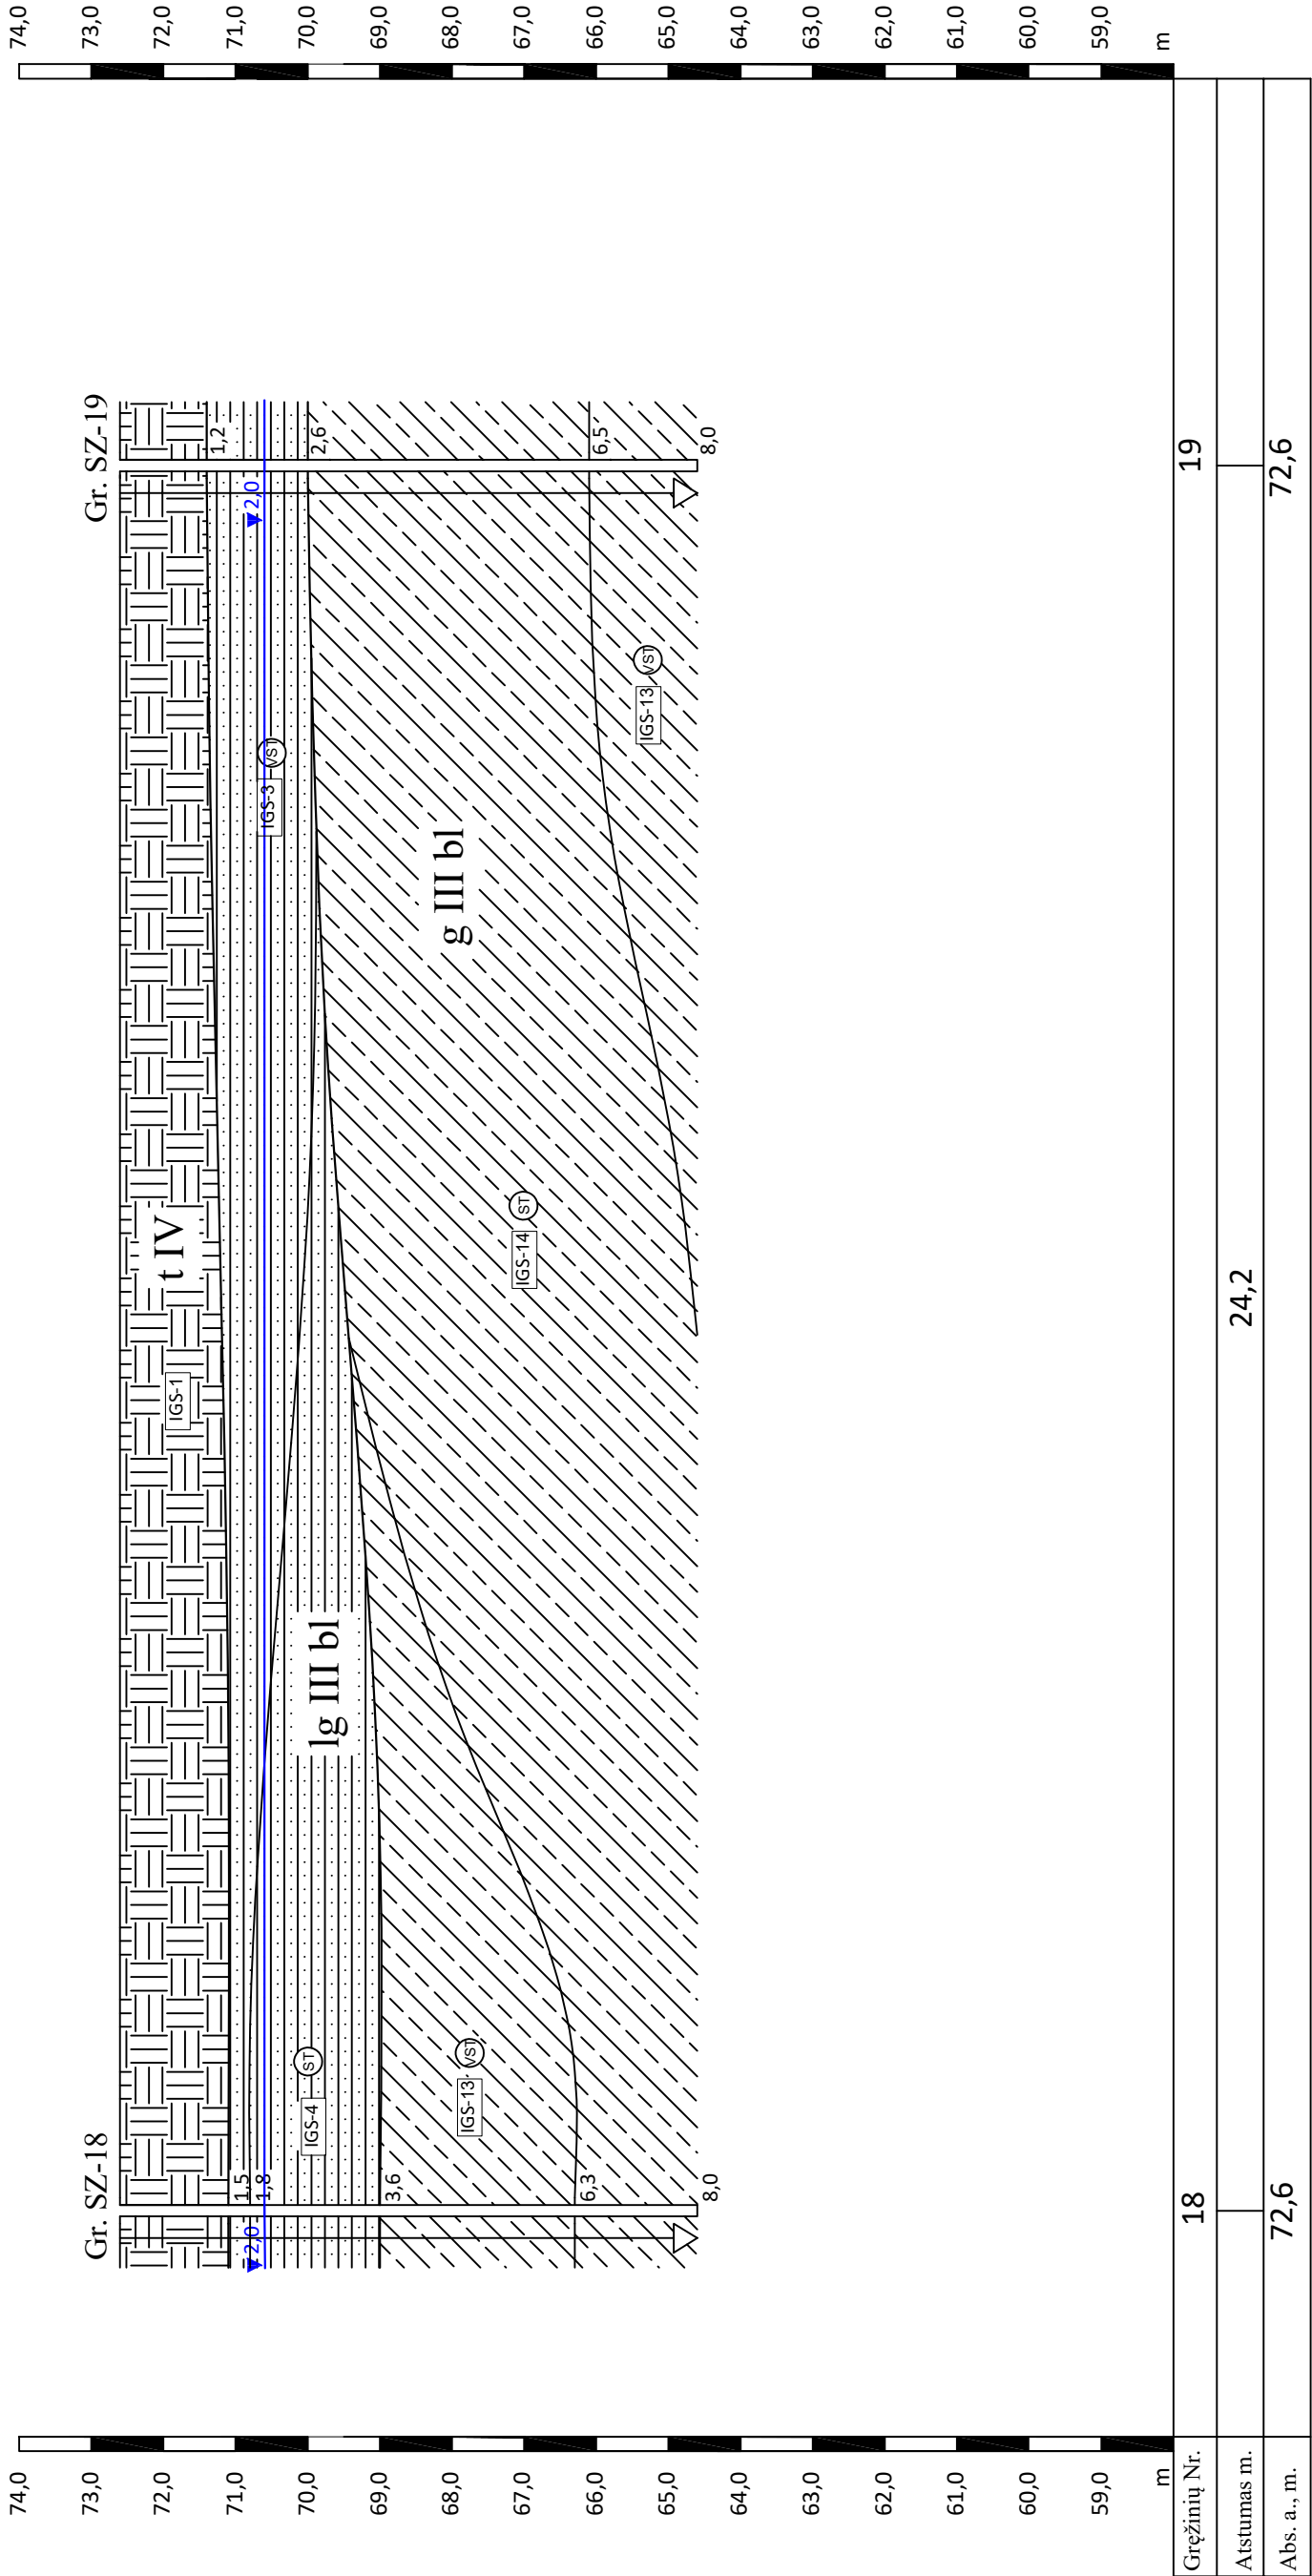 74,0
73,0
72,0
71,0
70,0
69,0
68,0
67,0
66,0
65,0
64,0
63,0
62,0
61,0
60,0
59,0
m
Gr. SZ-18
Gr. SZ-19
2,0
1,5
1,8
3,6
6,3
8,0
2,0
1,2
2,6
6,5
8,0
t IV
IGS-1
IGS-3 VST
lg III bl
IGS-4 ST
g III bl
IGS-13 VST
IGS-14 ST
IGS-13 VST
74,0
73,0
72,0
71,0
70,0
69,0
68,0
67,0
66,0
65,0
64,0
63,0
62,0
61,0
60,0
59,0
m
Gręžinių Nr. 18 19
Atstumas m. 24,2
Abs. a., m. 72,6 72,6